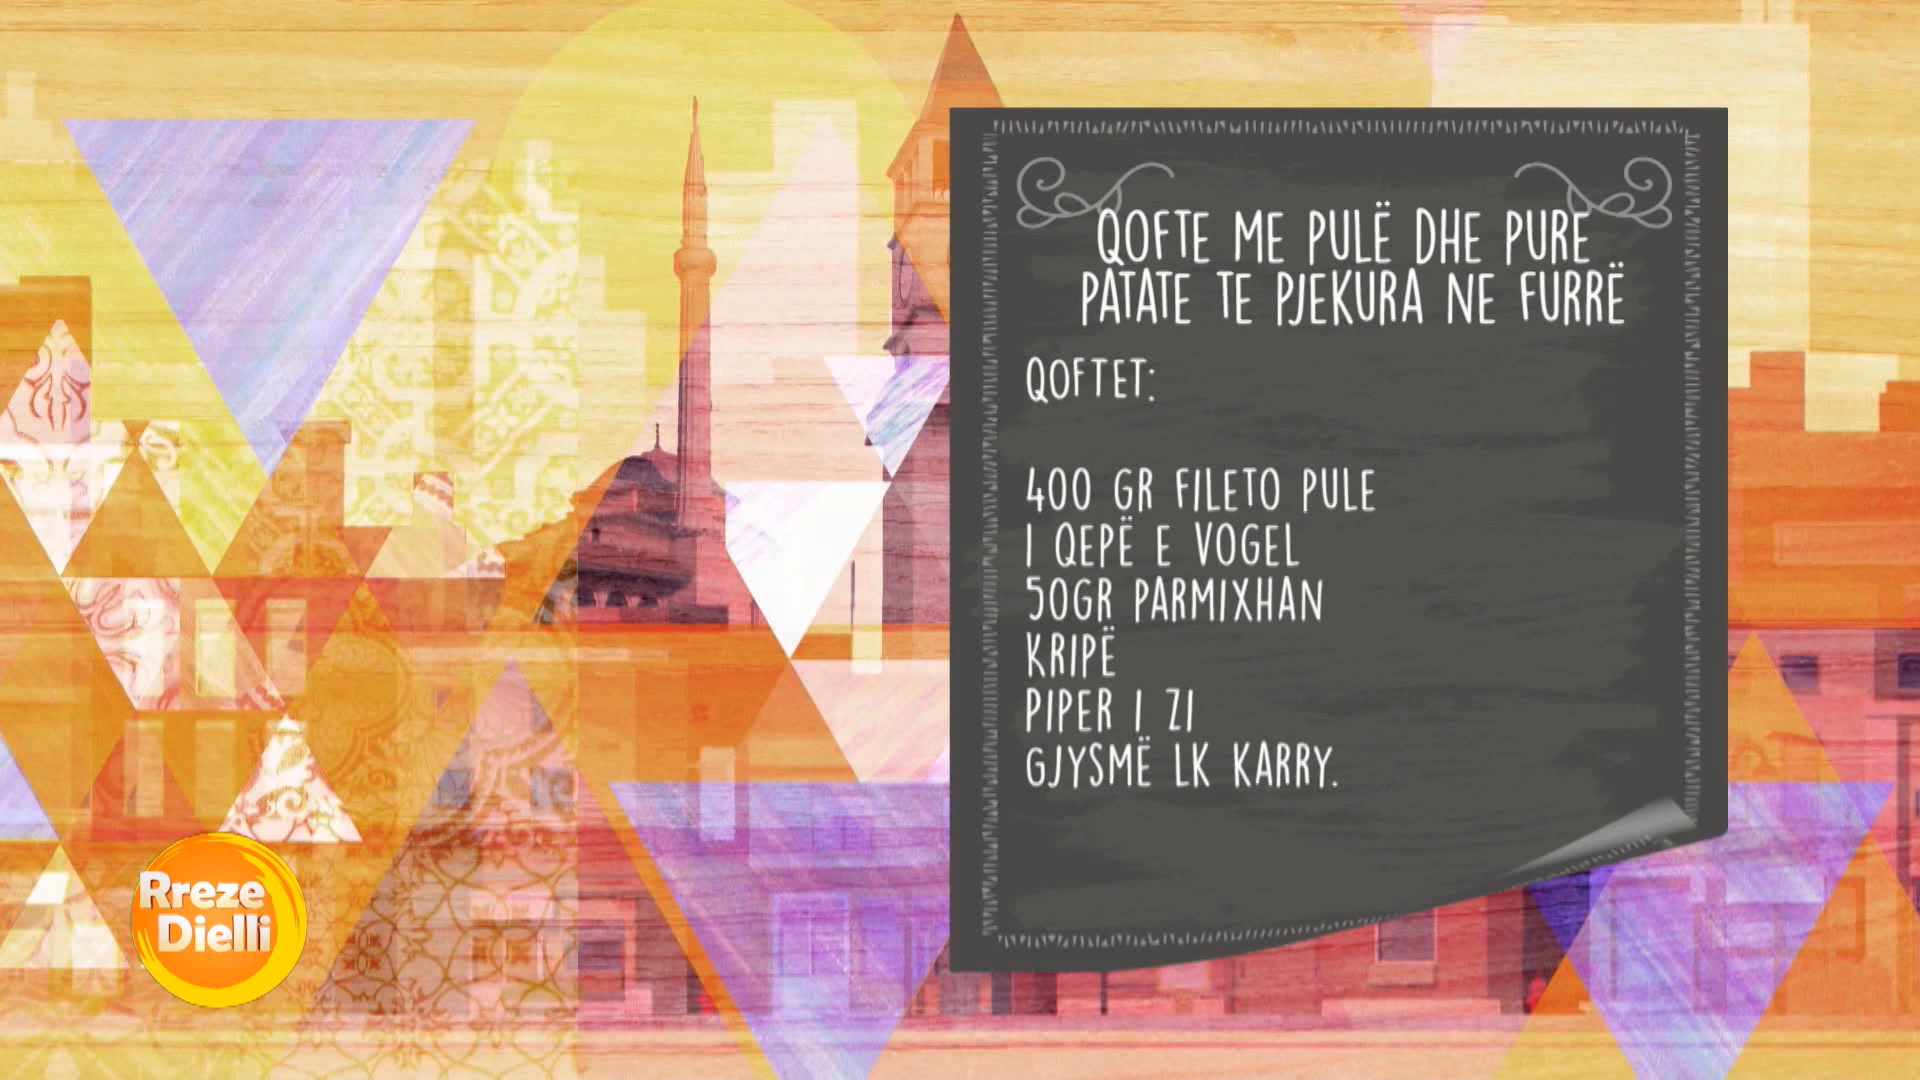 QOFTE ME PULË DHE PURE
PATATE TE PJEKURA NE FURRË
QOFTET:
400 GR FILETO PULE
1 QEPË E VOGEL
50GR PARMIXHAN
KRIPË
PIPER I ZI
GJYSMË LK KARRY.
Rreze
Dielli